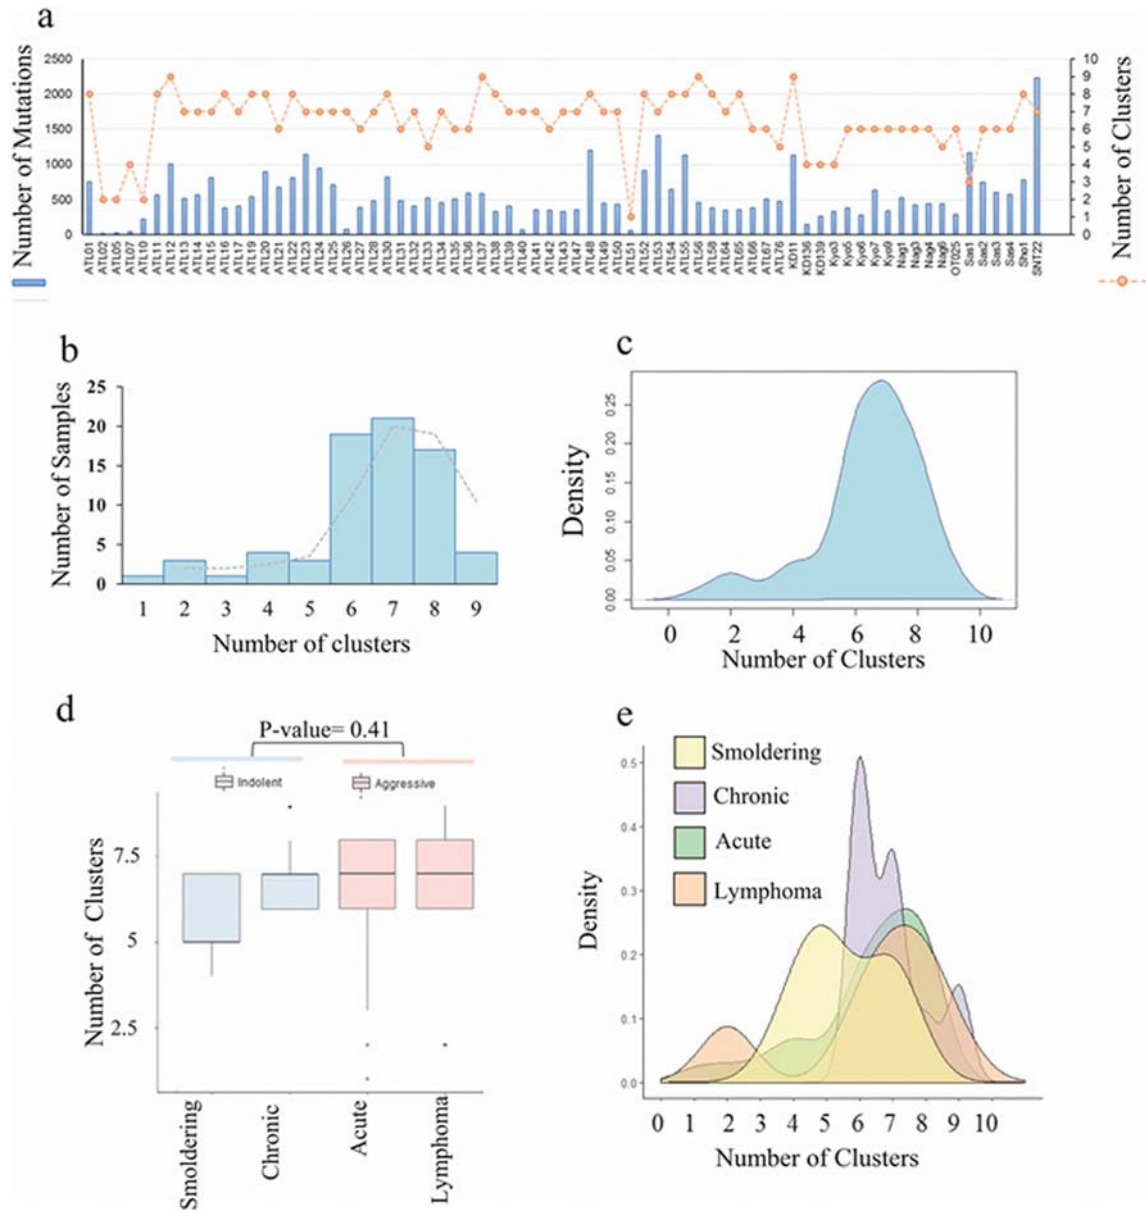 a
Number of Mutations
2500
2000
1500
1000
500
0
10
9
8
7
6
5
4
3
2
1
0
Number of Clusters
ATL01
ATL02
ATL05
ATL07
ATL10
ATL11
ATL12
ATL13
ATL14
ATL15
ATL16
ATL17
ATL19
ATL20
ATL21
ATL22
ATL23
ATL24
ATL25
ATL26
ATL27
ATL28
ATL30
ATL31
ATL32
ATL33
ATL34
ATL35
ATL36
ATL37
ATL38
ATL39
ATL40
ATL41
ATL42
ATL43
ATL47
ATL48
ATL49
ATL50
ATL51
ATL52
ATL53
ATL54
ATL55
ATL56
ATL58
ATL64
ATL65
ATL66
ATL67
ATL76
KD11
KD136
KD139
Kyo3
Kyo5
Kyo6
Kyo7
Kyo9
Nag1
Nag3
Nag4
Nag6
OT025
Sas1
Sas2
Sas3
Sas4
Sho1
SNT22
b
Number of Samples
25
20
15
10
5
0
1 2 3 4 5 6 7 8 9
Number of clusters
c
Density
0.25
0.20
0.15
0.10
0.05
0.00
0 2 4 6 8 10
Number of Clusters
d
P-value= 0.41
Indolent
Aggressive
Number of Clusters
7.5
5
2.5
Smoldering
Chronic
Acute
Lymphoma
e
Smoldering
Chronic
Acute
Lymphoma
Density
0.5
0.4
0.3
0.2
0.1
0.0
0 1 2 3 4 5 6 7 8 9 10
Number of Clusters